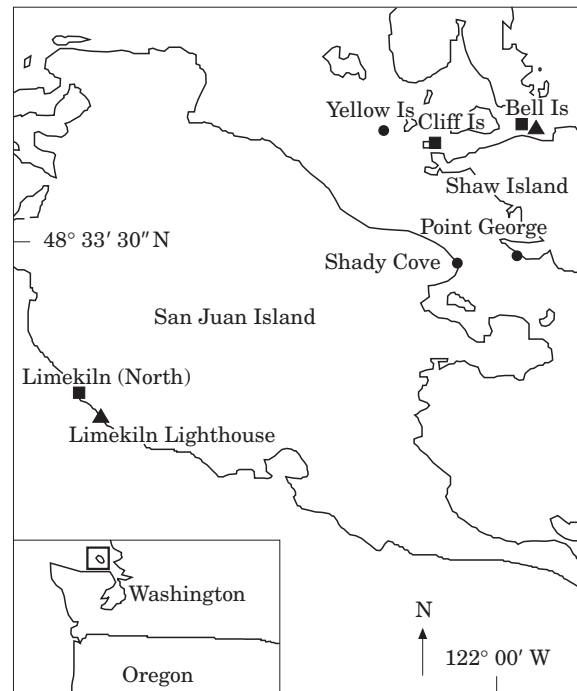 Bell Is
Yellow Is
Cliff Is
Shaw Island
Point George
48° 33′ 30″ N
Shady Cove
San Juan Island
Limekiln (North)
Limekiln Lighthouse
Washington
N
122° 00′ W
Oregon